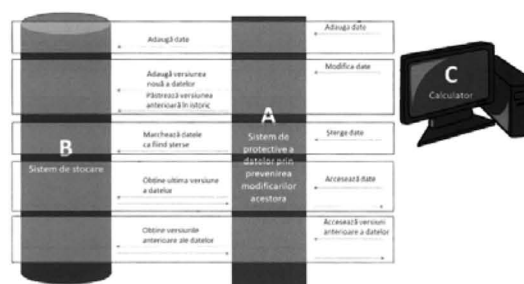 Adaugă date
Adauga date
Adaugă versiunea
nouă a datelor
Păstrează versiunea
anterioară în istoric
Modifica date
C
Calculator
B
Sistem de stocare
Marchează datele
ca fiind șterse
A
Sistem de
protective a
datelor prin
prevenirea
modificarilor
acestora
Șterge date
Obține ultima versiune
a datelor
Accesează date
Obține versiunile
anterioare ale datelor
Accesează versiuni
anterioare a datelor